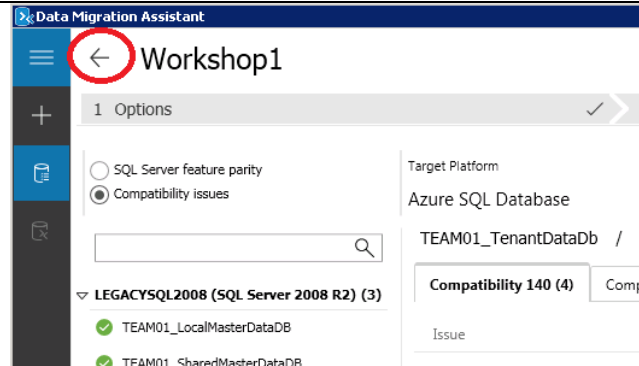 Data Migration Assistant
Workshop1
1 Options
SQL Server feature parity
Compatibility issues
Target Platform
Azure SQL Database
TEAM01_TenantDataDb /
Compatibility 140 (4)
LEGACYSQL2008 (SQL Server 2008 R2) (3)
Issue
TEAM01_LocalMasterDataDB
TEAM01_SharedMasterDataDB